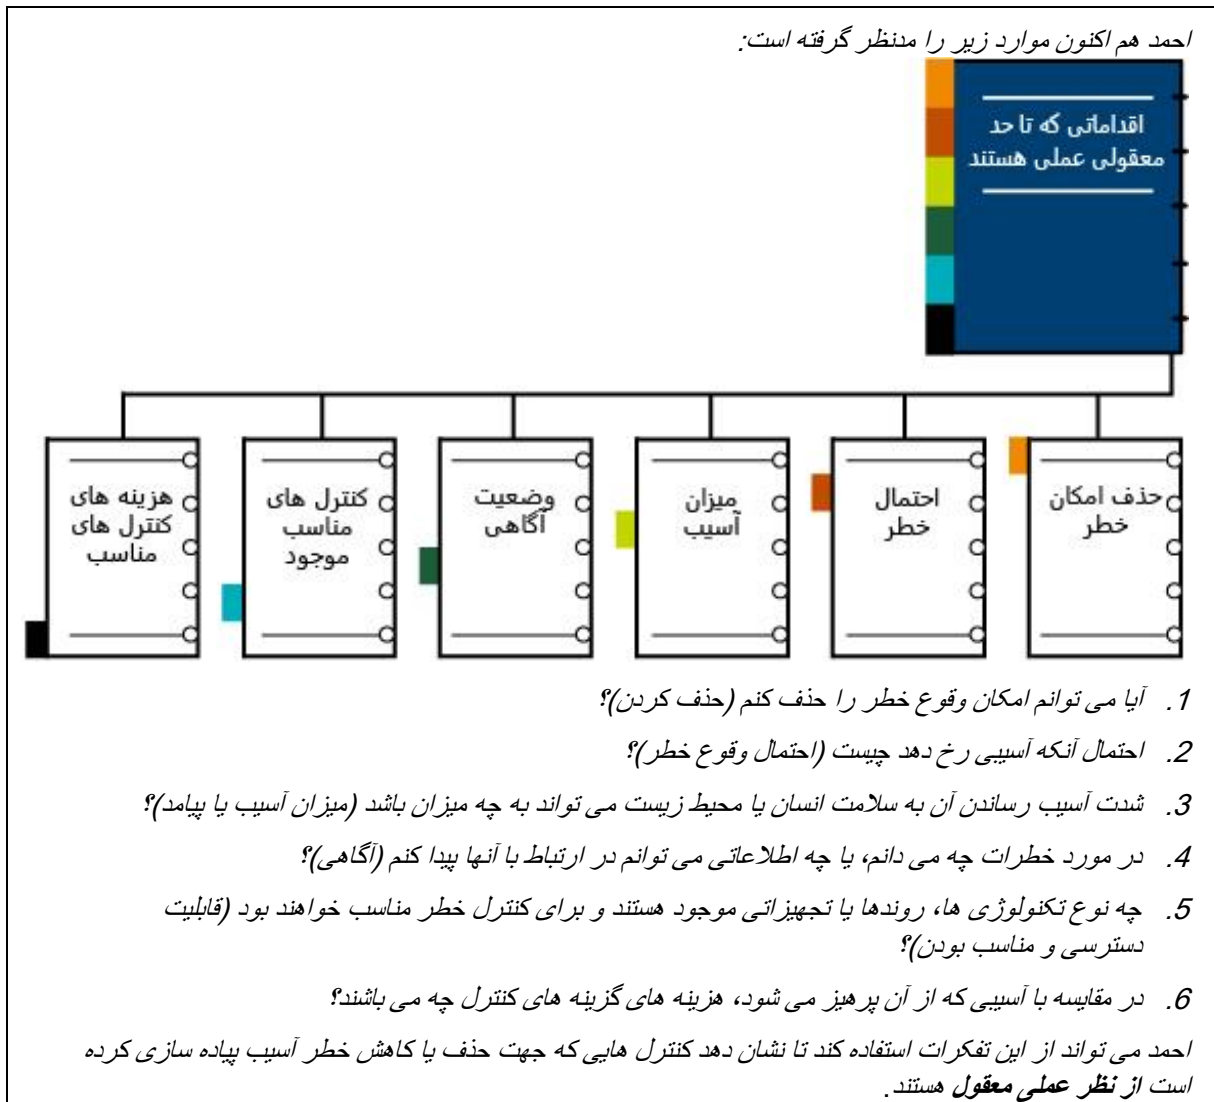 احمد هم اکنون موارد زیر را مدنظر گرفته است:
اقداماتی که تا حد
معقولی عملی هستند
حذف امکان
خطر
احتمال
خطر
میزان
آسیب
وضعیت
آگاهی
کنترل های
مناسب
موجود
هزینه های
کنترل های
مناسب
1. آیا می توانم امکان وقوع خطر را حذف کنم (حذف کردن)؟
2. احتمال آنکه آسیبی رخ دهد چیست (احتمال وقوع خطر)؟
3. شدت آسیب رساندن آن به سلامت انسان یا محیط زیست می تواند به چه میزان باشد (میزان آسیب یا پیامد)؟
4. در مورد خطرات چه می دانم، یا چه اطلاعاتی می توانم در ارتباط با آنها پیدا کنم (آگاهی)؟
5. چه نوع تکنولوژی ها، روندها یا تجهیزاتی موجود هستند و برای کنترل خطر مناسب خواهند بود (قابلیت
دسترسی و مناسب بودن)؟
6. در مقایسه با آسیبی که از آن پرهیز می شود، هزینه های گزینه های کنترل چه می باشند؟
احمد می تواند از این تفکرات استفاده کند تا نشان دهد کنترل هایی که جهت حذف یا کاهش خطر آسیب پیاده سازی کرده
است از نظر عملی معقول هستند.